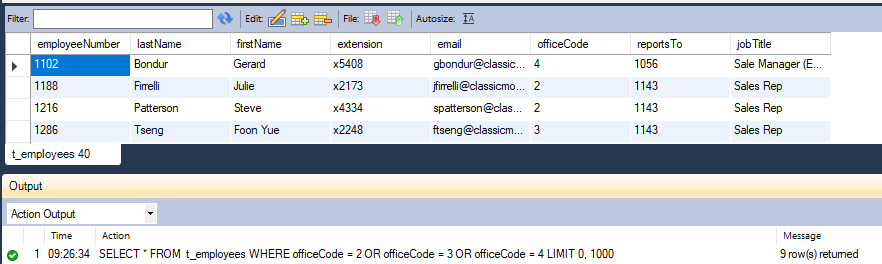 Filter: Edit: File: Autosize:
employeeNumber lastName firstName extension email officeCode reportsTo jobTitle
1102 Bondur Gerard x5408 gbondur@classic... 4 1056 Sale Manager (E...
1188 Firrelli Julie x2173 jfirrelli@classicmo... 2 1143 Sales Rep
1216 Patterson Steve x4334 spatterson@classi... 2 1143 Sales Rep
1286 Tseng Foon Yue x2248 ftseng@classicm... 3 1143 Sales Rep
t_employees 40
Output
Action Output
Time Action Message
1 09:26:34 SELECT * FROM t_employees WHERE officeCode = 2 OR officeCode = 3 OR officeCode = 4 LIMIT 0, 1000 9 row(s) returned